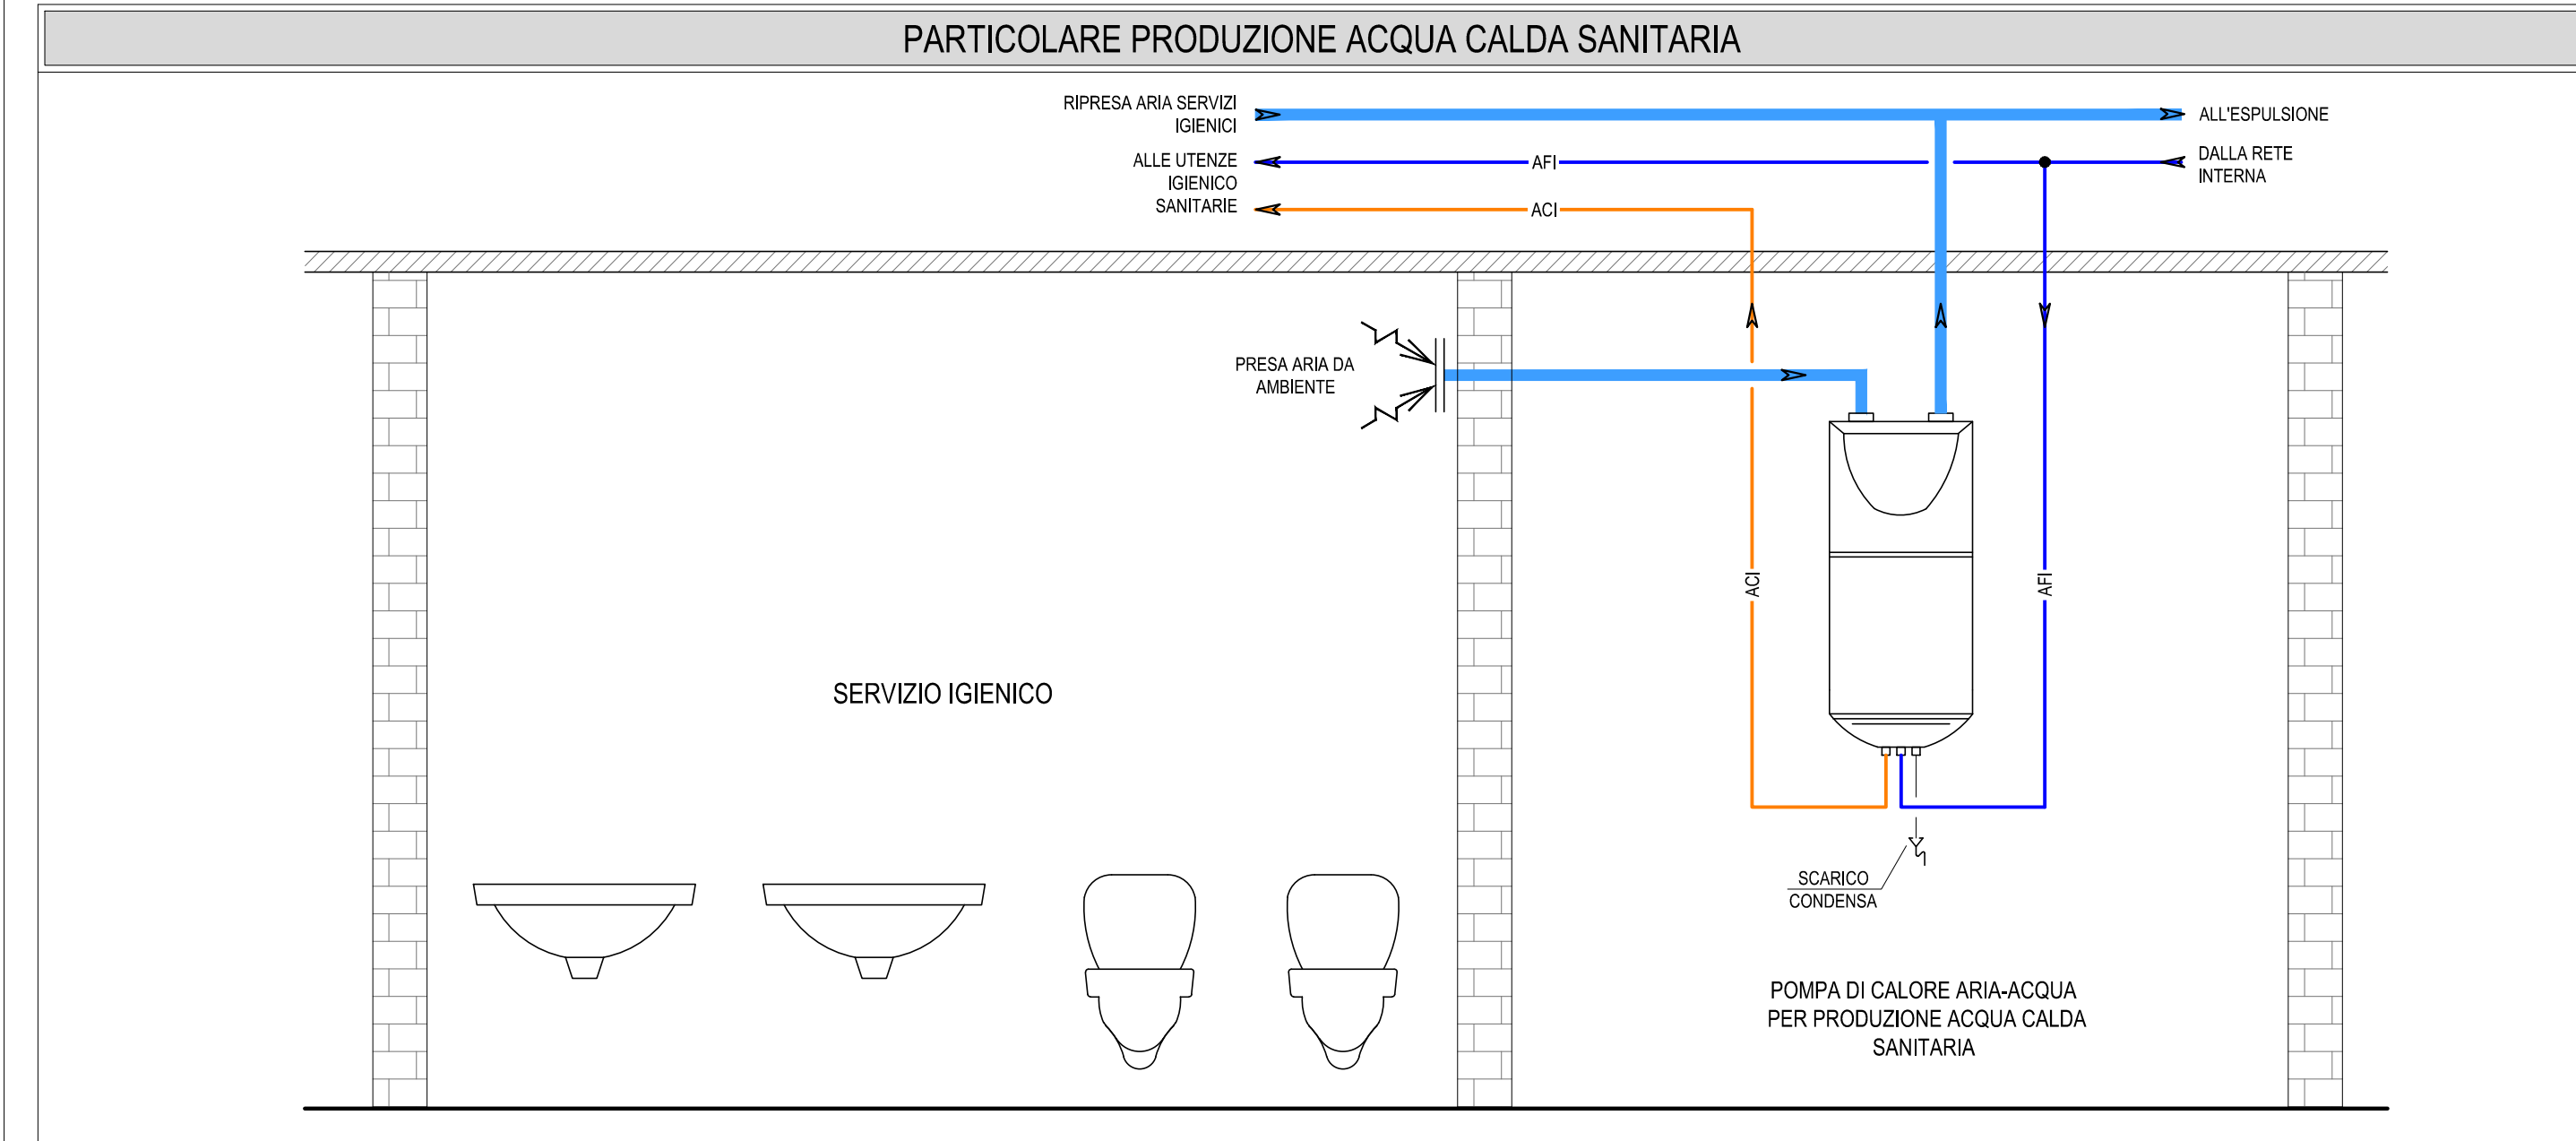 PARTICOLARE PRODUZIONE ACQUA CALDA SANITARIA
RIPRESA ARIA SERVIZI
IGIENICI
ALL'ESPULSIONE
ALLE UTENZE
IGIENICO
SANITARIE
AFI
DALLA RETE
INTERNA
ACI
PRESA ARIA DA
AMBIENTE
ACI
AFI
SERVIZIO IGIENICO
SCARICO
CONDENSA
POMPA DI CALORE ARIA-ACQUA
PER PRODUZIONE ACQUA CALDA
SANITARIA